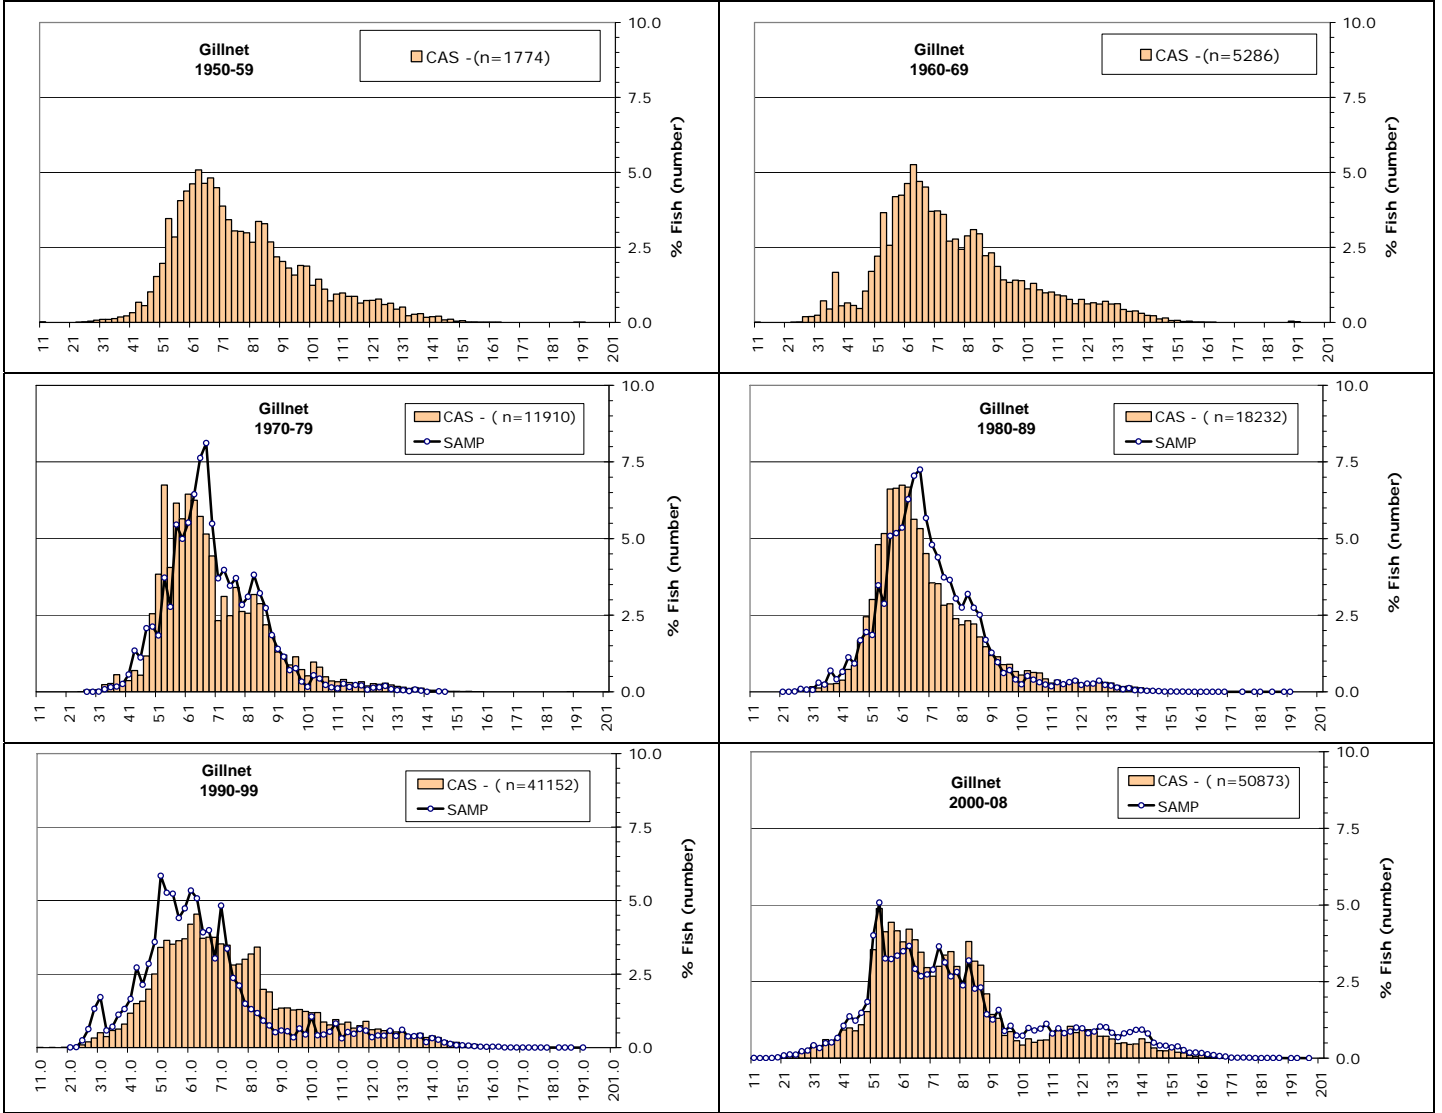 Gillnet
1950-59
CAS -(n=1774)
10.0
7.5
5.0
2.5
0.0
% Fish (number)
11 21 31 41 51 61 71 81 91 101 111 121 131 141 151 161 171 181 191 201
Gillnet
1960-69
CAS -(n=5286)
10.0
7.5
5.0
2.5
0.0
% Fish (number)
11 21 31 41 51 61 71 81 91 101 111 121 131 141 151 161 171 181 191 201
Gillnet
1970-79
CAS - ( n=11910)
SAMP
10.0
7.5
5.0
2.5
0.0
% Fish (number)
11 21 31 41 51 61 71 81 91 101 111 121 131 141 151 161 171 181 191 201
Gillnet
1980-89
CAS - ( n=18232)
SAMP
10.0
7.5
5.0
2.5
0.0
% Fish (number)
11 21 31 41 51 61 71 81 91 101 111 121 131 141 151 161 171 181 191 201
Gillnet
1990-99
CAS - ( n=41152)
SAMP
10.0
7.5
5.0
2.5
0.0
% Fish (number)
11.0 21.0 31.0 41.0 51.0 61.0 71.0 81.0 91.0 101.0 111.0 121.0 131.0 141.0 151.0 161.0 171.0 181.0 191.0 201.0
Gillnet
2000-08
CAS - ( n=50873)
SAMP
10.0
7.5
5.0
2.5
0.0
% Fish (number)
11 21 31 41 51 61 71 81 91 101 111 121 131 141 151 161 171 181 191 201